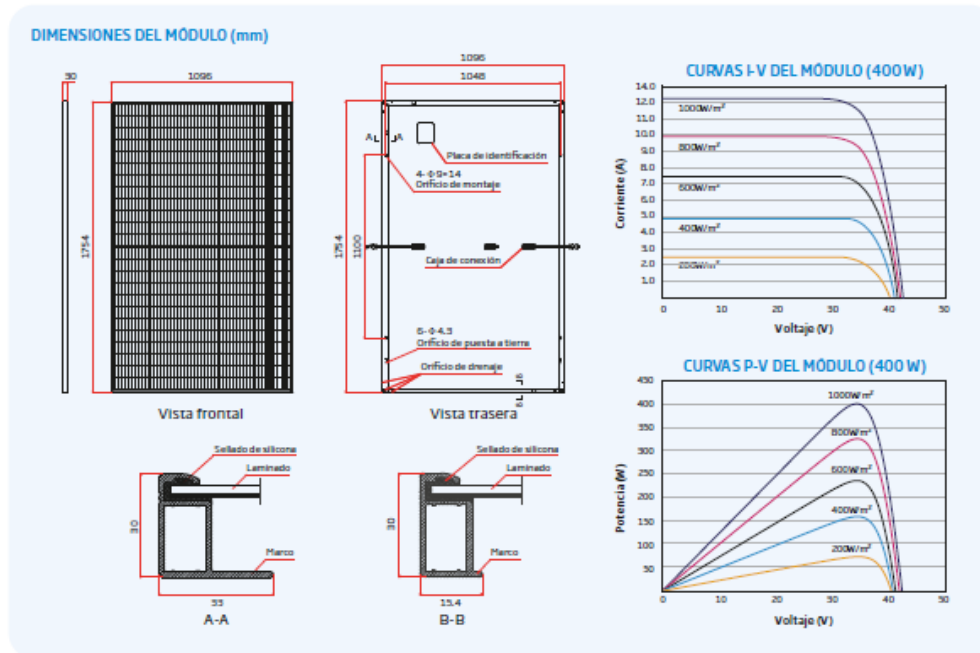 DIMENSIONES DEL MÓDULO (mm)
30
1096
1754
Vista frontal
1096
1048
A
A
Placa de identificación
4-Φ9×14
Orificio de montaje
1754
1100
Caja de conexión
6-Φ4.3
Orificio de puesta a tierra
Orificio de drenaje
B
B
Vista trasera
Sellado de silicona
Laminado
Marco
30
33
A-A
Sellado de silicona
Laminado
Marco
30
15.4
B-B
CURVAS I-V DEL MÓDULO (400 W)
Corriente (A)
14.0
12.0
11.0
10.0
9.0
8.0
7.0
6.0
5.0
4.0
3.0
2.0
1.0
1000W/m²
800W/m²
600W/m²
400W/m²
200W/m²
0
10
20
30
40
50
Voltaje (V)
CURVAS P-V DEL MÓDULO (400 W)
Potencia (W)
450
400
350
300
250
200
150
100
50
1000W/m²
800W/m²
600W/m²
400W/m²
200W/m²
0
10
20
30
40
50
Voltaje (V)